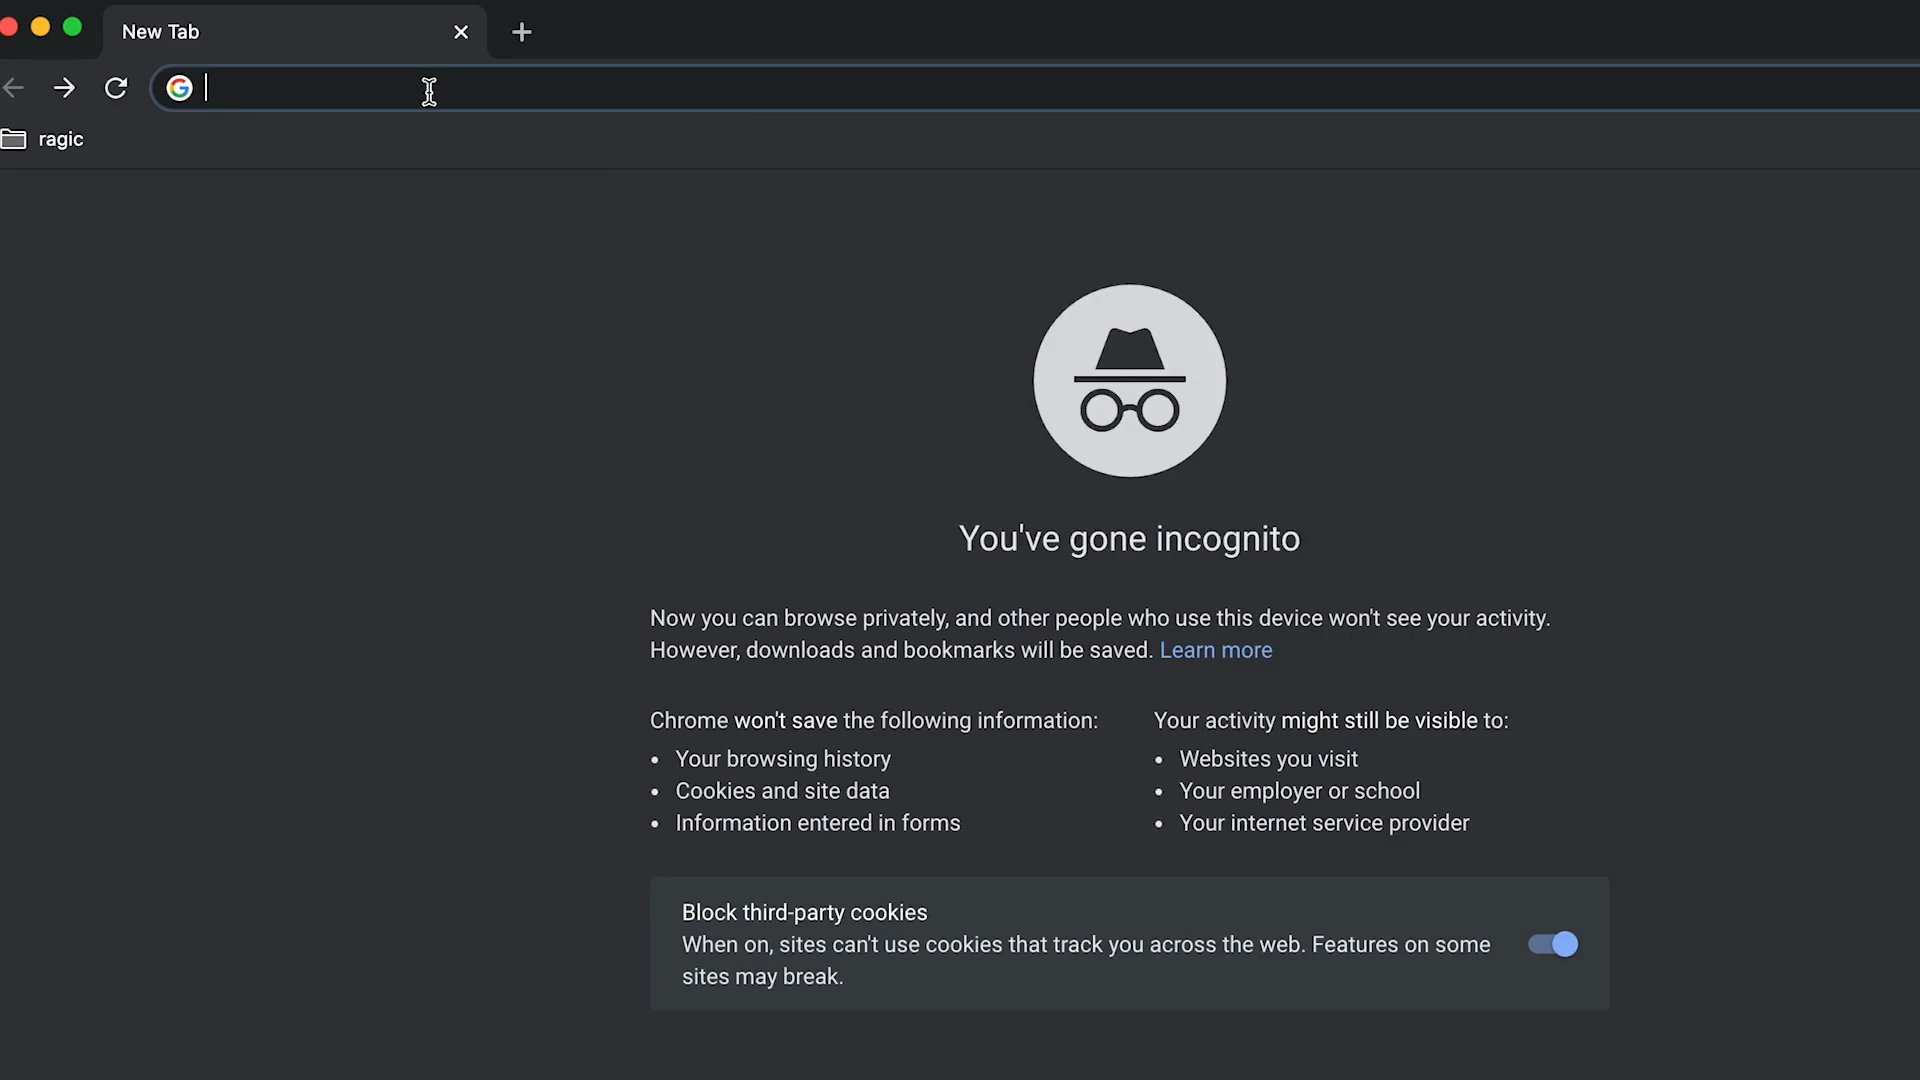 New Tab
ragic
You've gone incognito
Now you can browse privately, and other people who use this device won't see your activity.
However, downloads and bookmarks will be saved. Learn more
Chrome won't save the following information:
Your browsing history
Cookies and site data
Information entered in forms
Your activity might still be visible to:
Websites you visit
Your employer or school
Your internet service provider
Block third-party cookies
When on, sites can't use cookies that track you across the web. Features on some
sites may break.